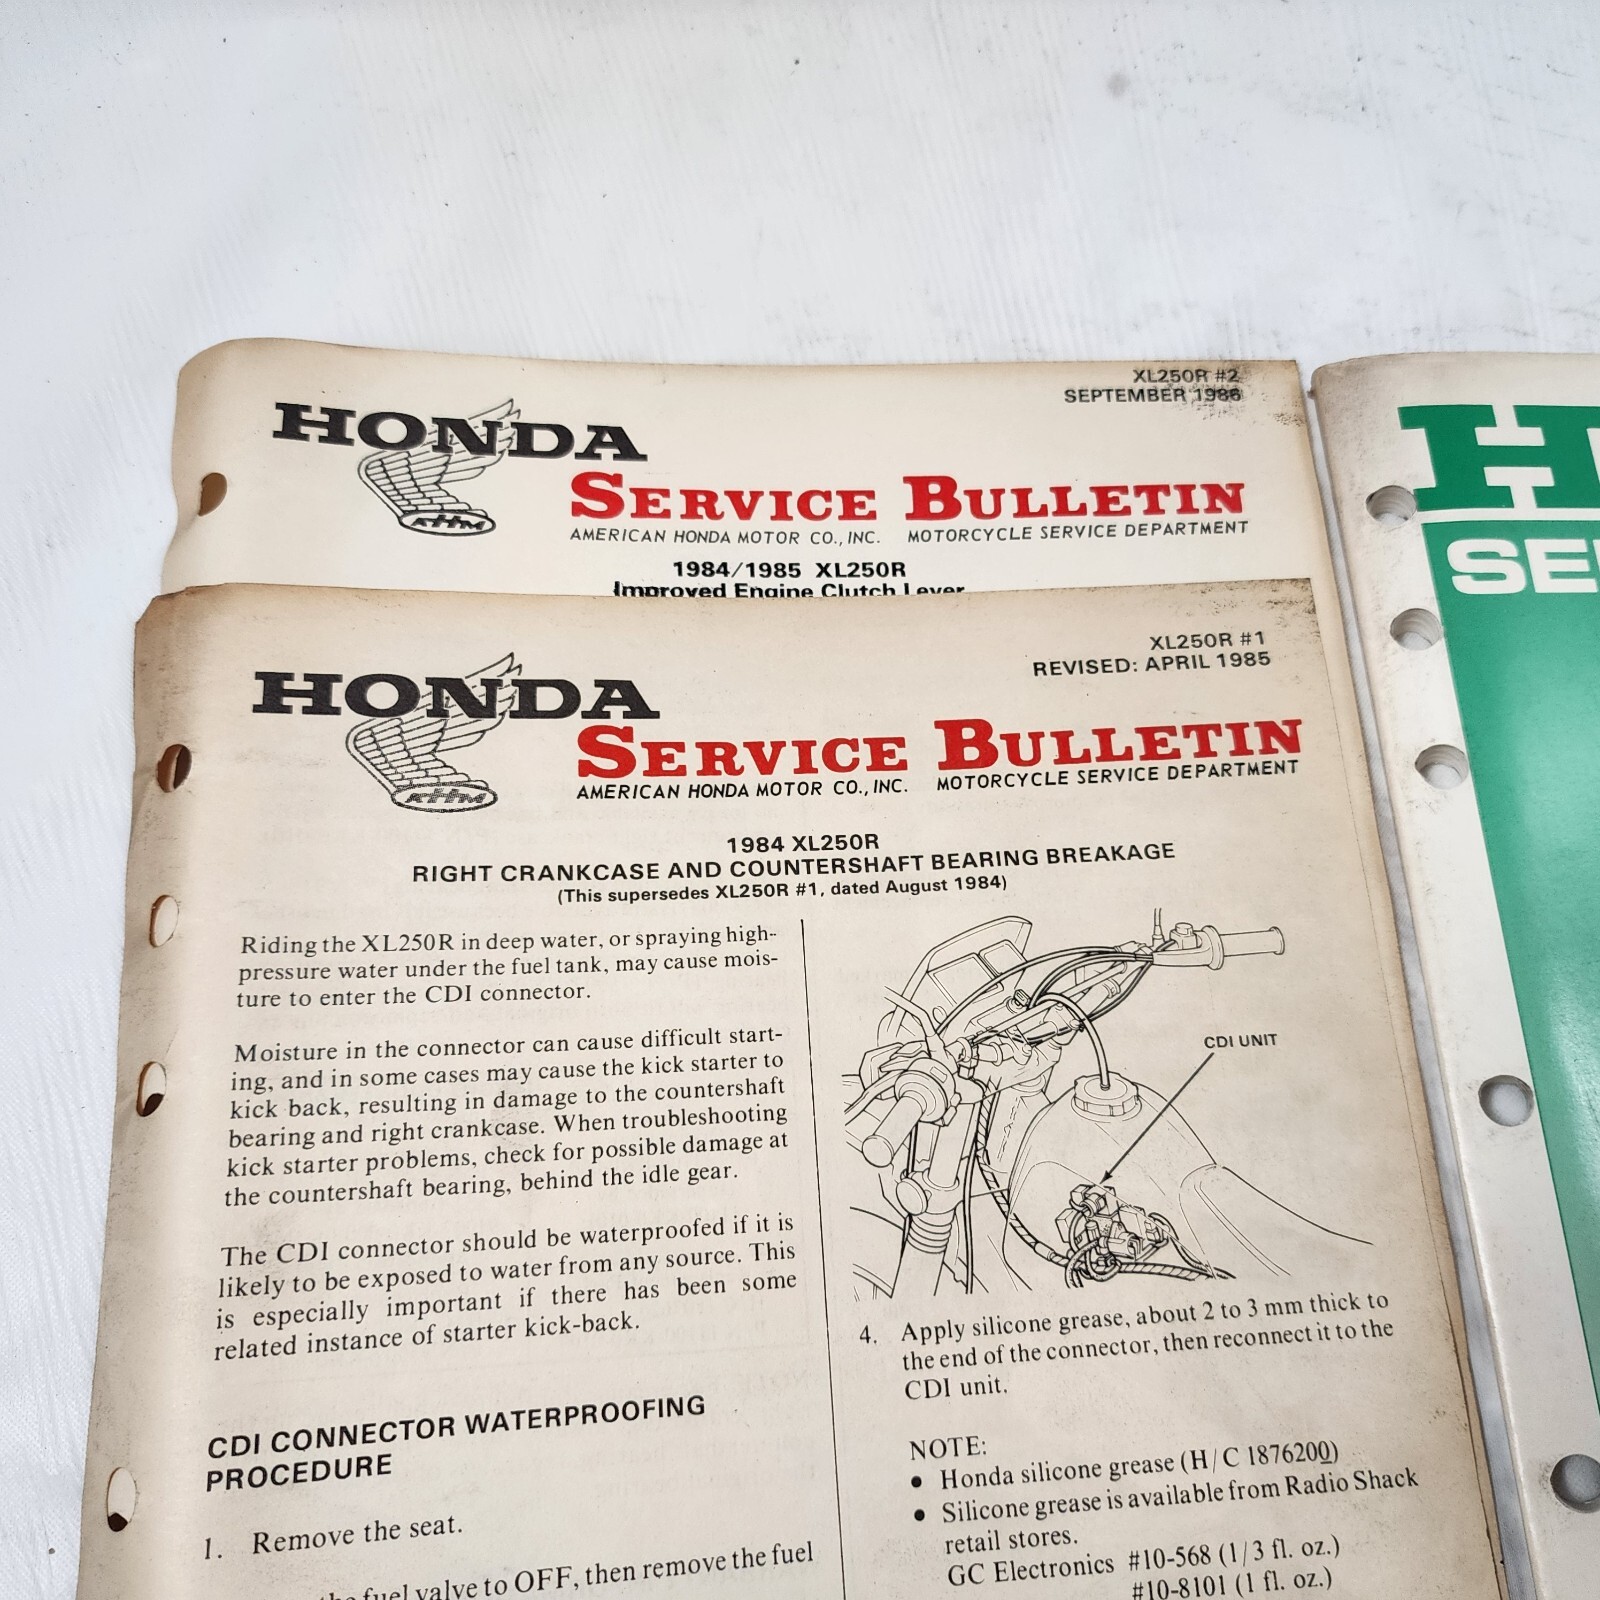 XL250R #2
SEPTEMBER 1986
HONDA
RHM
SERVICE BULLETIN
AMERICAN HONDA MOTOR CO., INC. MOTORCYCLE SERVICE DEPARTMENT
1984/1985 XL250R
Improved Engine Clutch Lever
XL250R #1
REVISED: APRIL 1985
HONDA
RHM
SERVICE BULLETIN
AMERICAN HONDA MOTOR CO., INC. MOTORCYCLE SERVICE DEPARTMENT
1984 XL250R
RIGHT CRANKCASE AND COUNTERSHAFT BEARING BREAKAGE
(This supersedes XL250R #1, dated August 1984)
Riding the XL250R in deep water, or spraying high-
pressure water under the fuel tank, may cause mois-
ture to enter the CDI connector.
Moisture in the connector can cause difficult start-
ing, and in some cases may cause the kick starter to
kick back, resulting in damage to the countershaft
bearing and right crankcase. When troubleshooting
kick starter problems, check for possible damage at
the countershaft bearing, behind the idle gear.
The CDI connector should be waterproofed if it is
likely to be exposed to water from any source. This
is especially important if there has been some
related instance of starter kick-back.
CDI CONNECTOR WATERPROOFING
PROCEDURE
1. Remove the seat.
the fuel valve to OFF, then remove the fuel
CDI UNIT
4. Apply silicone grease, about 2 to 3 mm thick to
the end of the connector, then reconnect it to the
CDI unit.
NOTE:
• Honda silicone grease (H/C 1876200)
• Silicone grease is available from Radio Shack
retail stores.
GC Electronics #10-568 (1/3 fl. oz.)
#10-8101 (1 fl. oz.)
H
SE